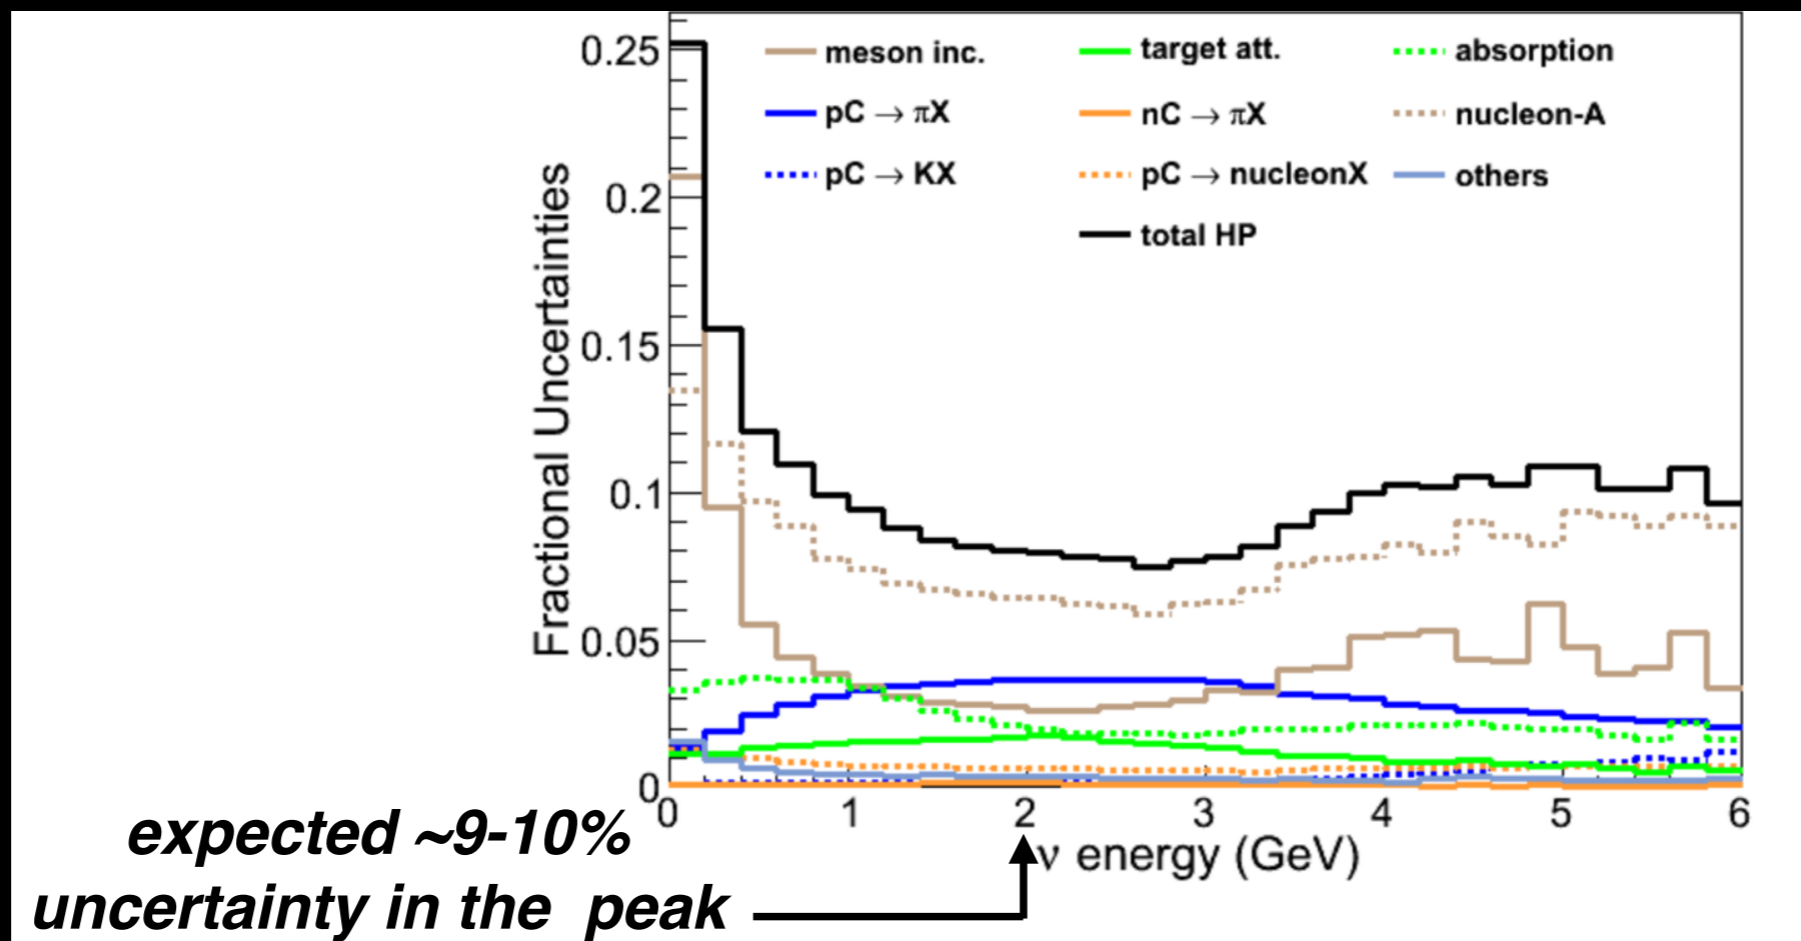 0.25
0.2
0.15
0.1
0.05
0
Fractional Uncertainties
meson inc.
target att.
absorption
pC → πX
nC → πX
nucleon-A
pC → KX
pC → nucleonX
others
total HP
0 1 2 3 4 5 6
ν energy (GeV)
expected ~9-10%
uncertainty in the peak